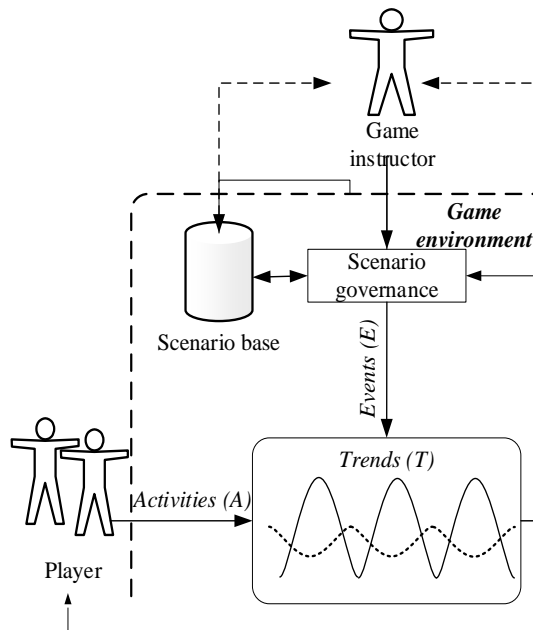 Game
instructor
Game
environment
Scenario
governance
Scenario base
Events (E)
Trends (T)
Activities (A)
Player